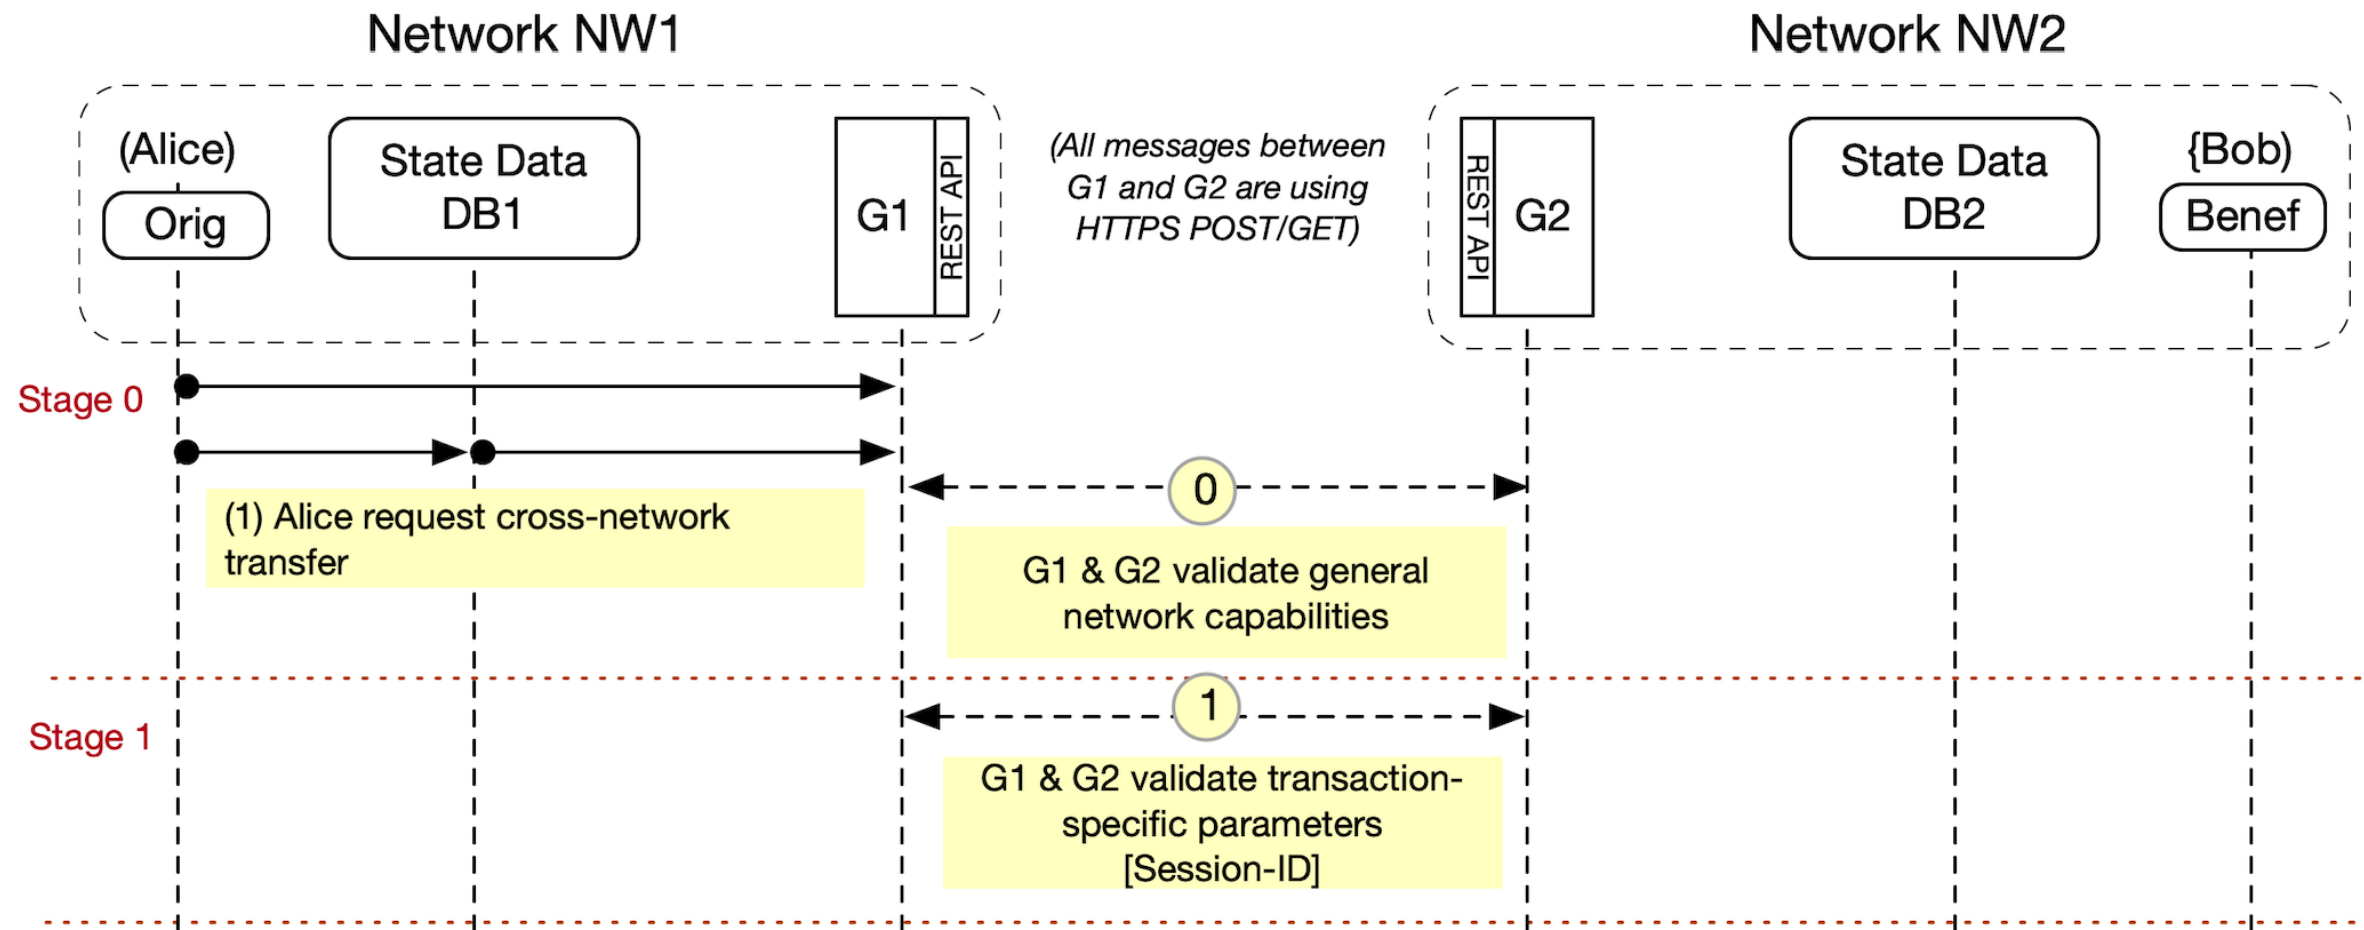 Network NW1
Network NW2
(Alice)
Orig
State Data
DB1
G1
REST API
(All messages between
G1 and G2 are using
HTTPS POST/GET)
REST API
G2
State Data
DB2
{Bob)
Benef
Stage 0
(1) Alice request cross-network
transfer
0
G1 & G2 validate general
network capabilities
Stage 1
1
G1 & G2 validate transaction-
specific parameters
[Session-ID]